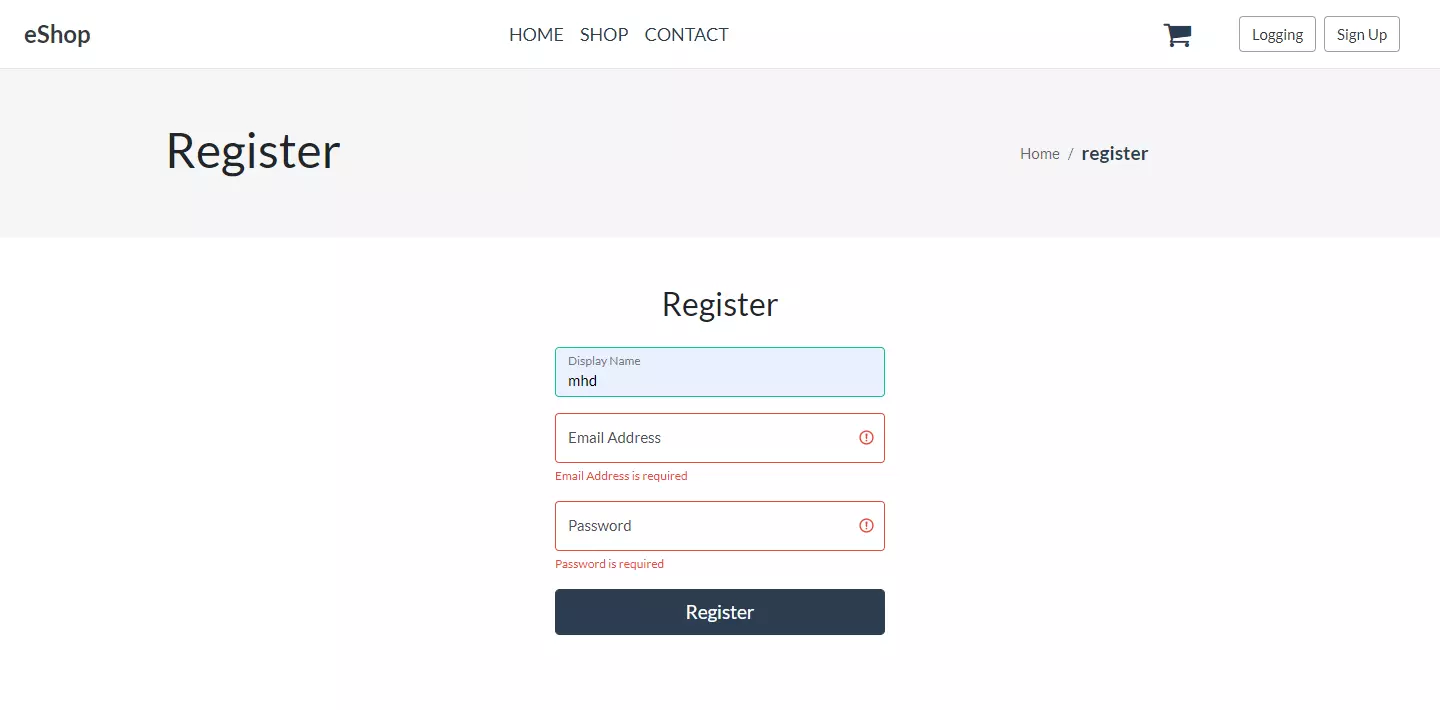 eShop
HOME SHOP CONTACT
Logging
Sign Up
Register
Home / register
Register
Display Name
mhd
Email Address
Email Address is required
Password
Password is required
Register